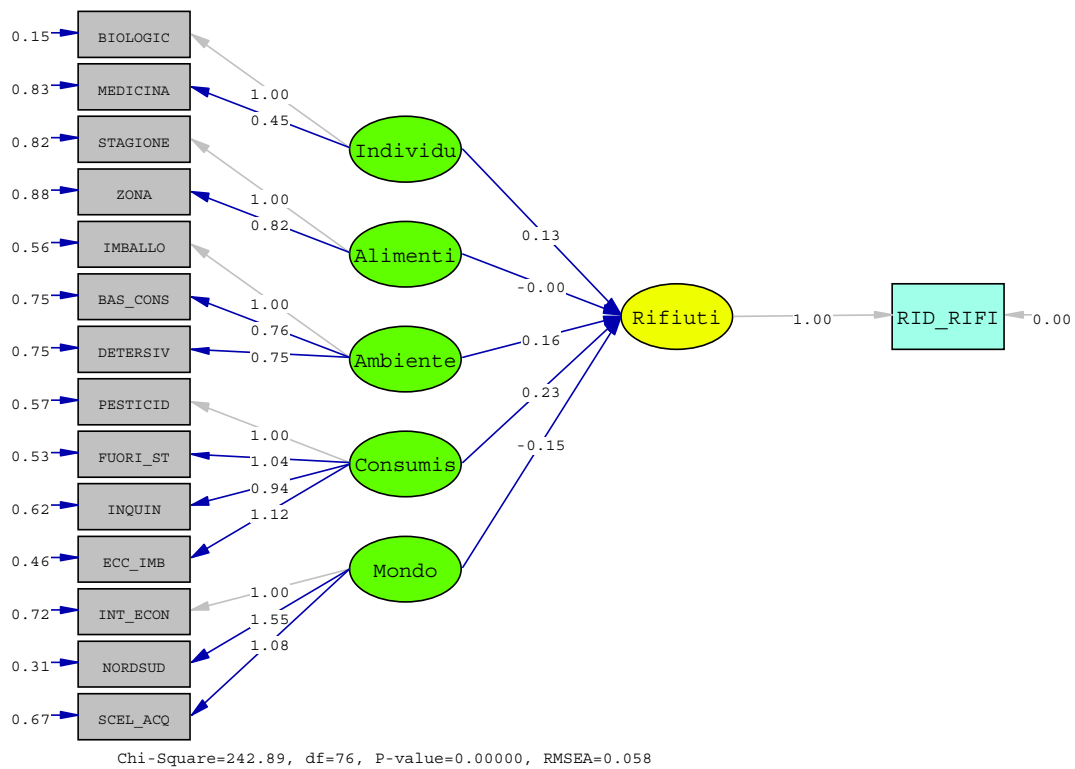 0.15 BIOLOGIC
0.83 MEDICINA
1.00
0.45
0.82 STAGIONE
Individu
0.88 ZONA
1.00
0.82
0.13
0.56 IMBALLO
Alimenti
-0.00
0.75 BAS_CONS
1.00
0.76
Rifiuti 1.00 RID_RIFI 0.00
0.75 DETERSIV
0.75
Ambiente
0.16
0.57 PESTICID
0.23
1.00
-0.15
0.53 FUORI_ST
1.04
Consumis
0.94
0.62 INQUIN
1.12
0.46 ECC_IMB
Mondo
1.00
0.72 INT_ECON
1.55
1.08
0.31 NORDSUD
0.67 SCEL_ACQ
Chi-Square=242.89, df=76, P-value=0.00000, RMSEA=0.058